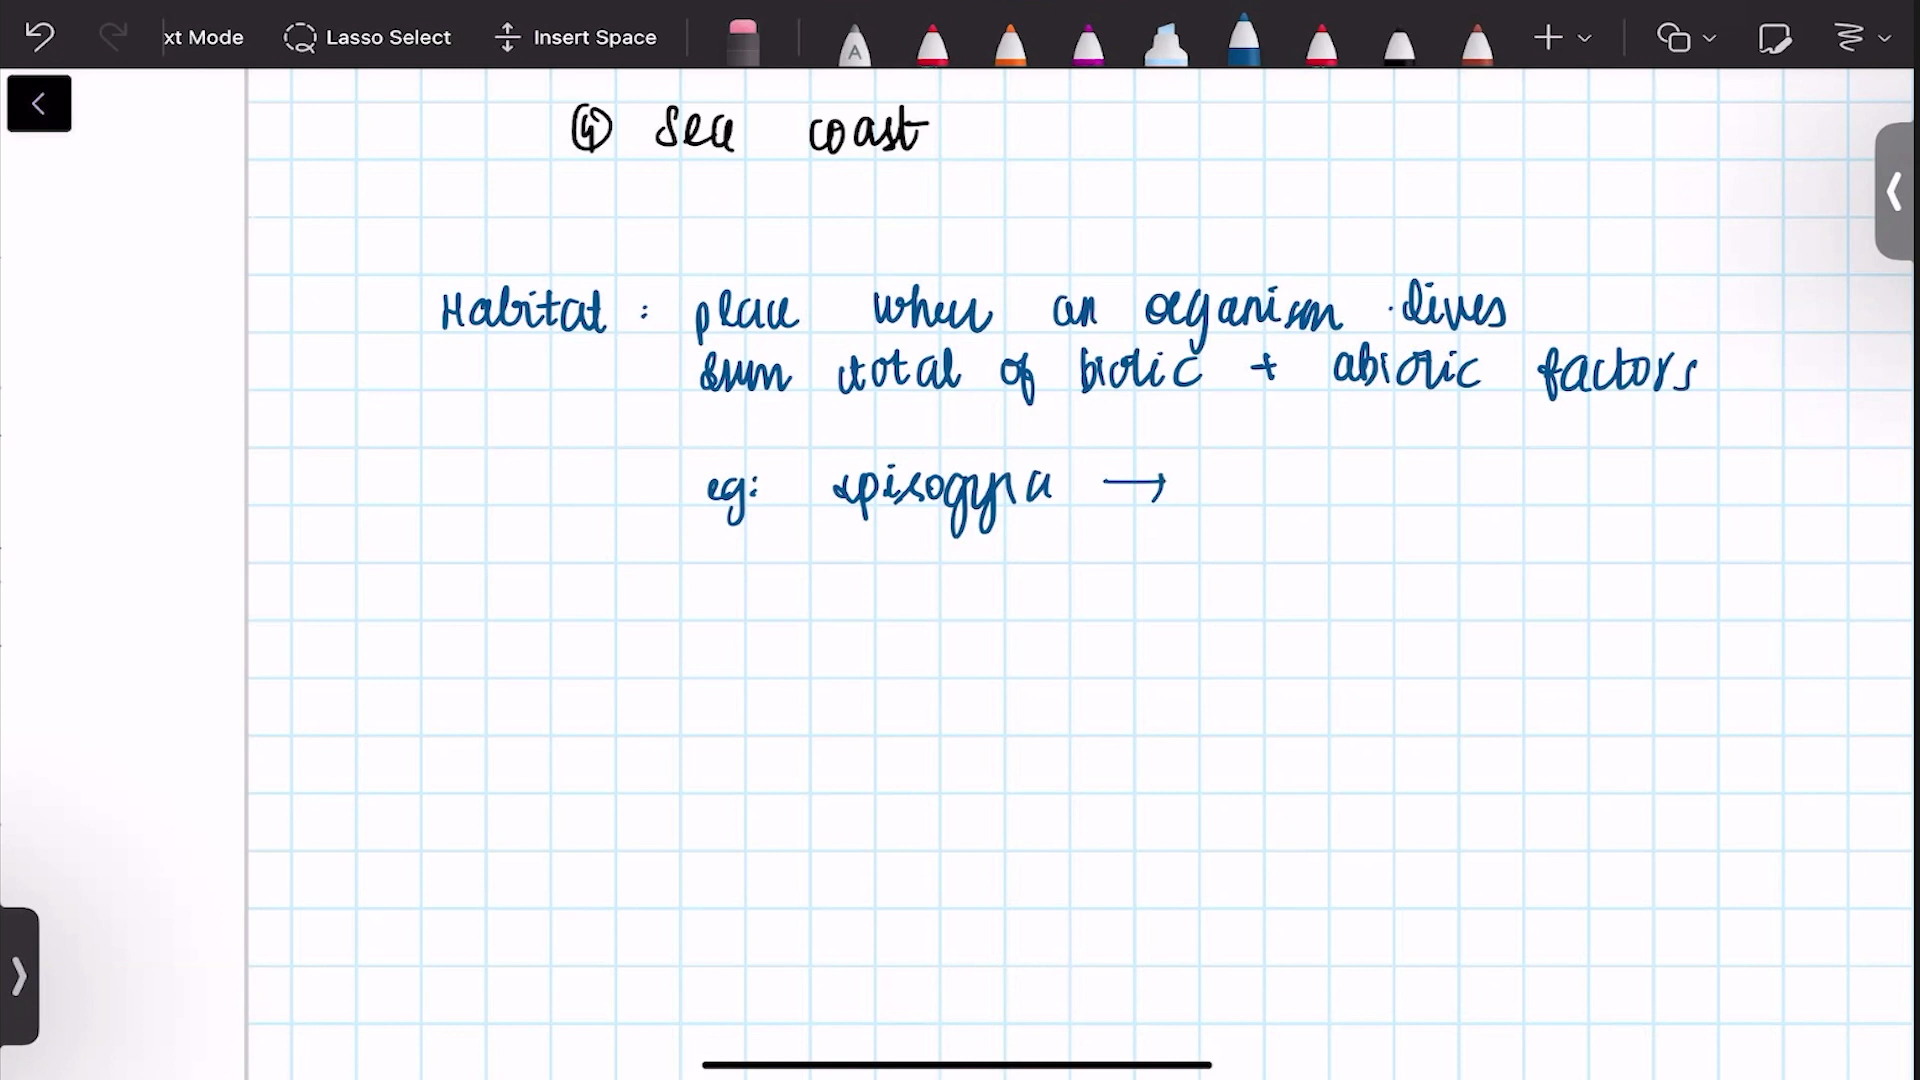 xt Mode Lasso Select Insert Space
④ Sea coast
Habitat : place where an organism lives
sum total of biotic + abiotic factors
eg: spirogyra →